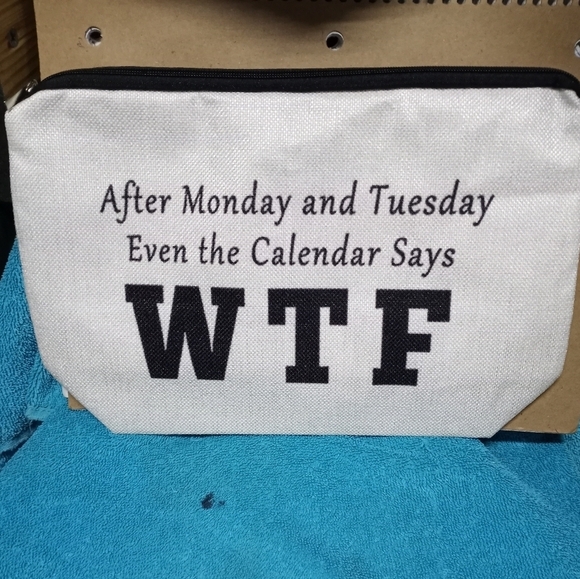 After Monday and Tuesday
Even the Calendar Says
WTF